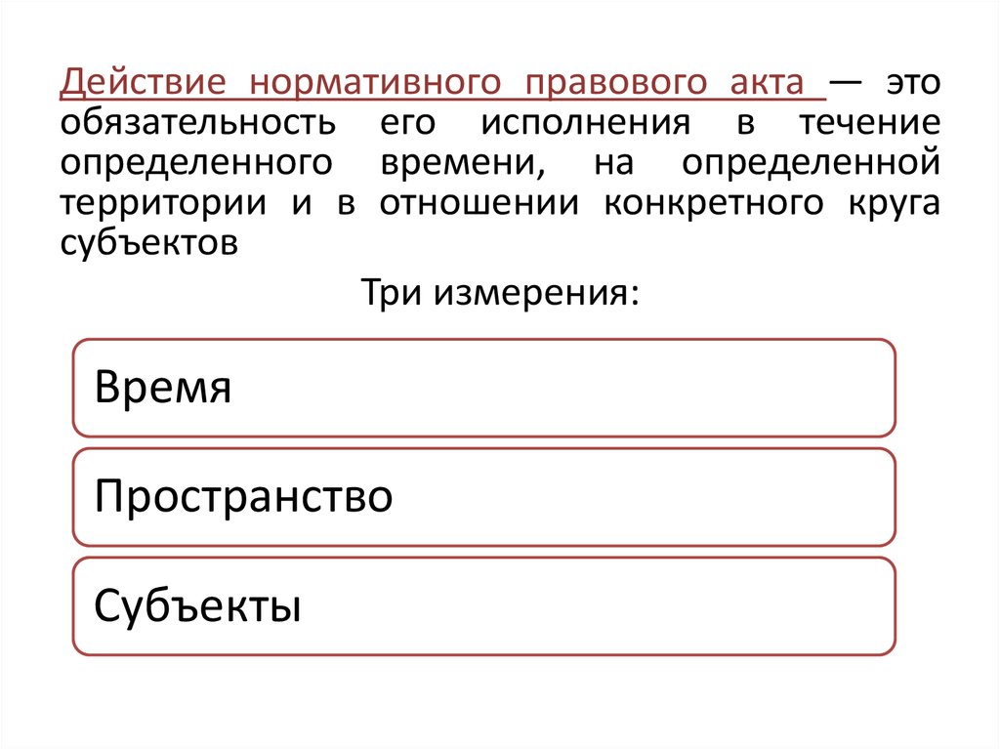 Действие нормативного правового акта — это
обязательность его исполнения в течение
определенного времени, на определенной
территории и в отношении конкретного круга
субъектов
Три измерения:
Время
Пространство
Субъекты